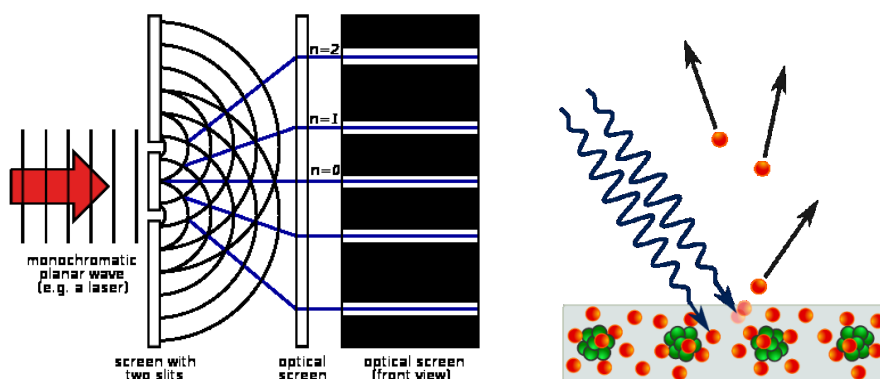 n=2
n=1
n=0
monochromatic
planar wave
(e.g. a laser)
screen with
two slits
optical
screen
optical screen
(front view)